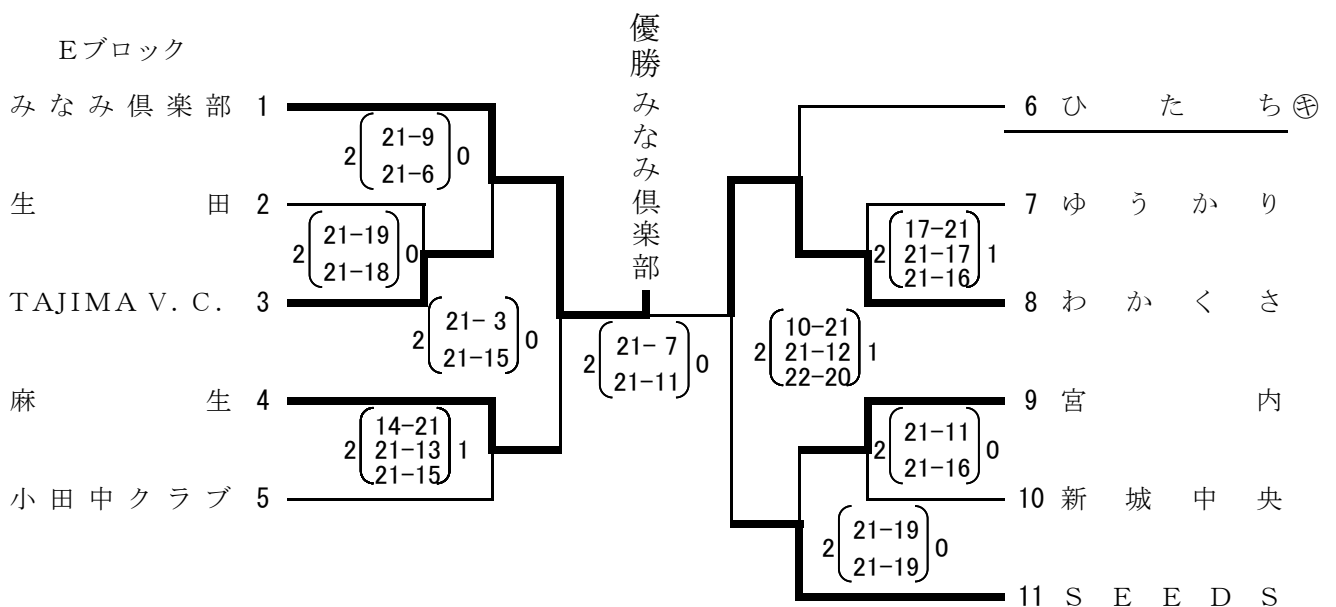 Eブロック
優勝 みなみ倶楽部
みなみ倶楽部 1
2 21-9 0
21-6
生田 2
2 21-19 0
21-18
TAJIMA V. C. 3
2 21- 3 0
21-15
麻生 4
2 14-21 1
21-13
21-15
小田中クラブ 5
2 21- 7 0
21-11
6 ひたち ㋖
7 ゆうかり
2 17-21 1
21-17
21-16
8 わかくさ
2 10-21 1
21-12
22-20
9 宮内
2 21-11 0
21-16
10 新城中央
2 21-19 0
21-19
11 SEEDS